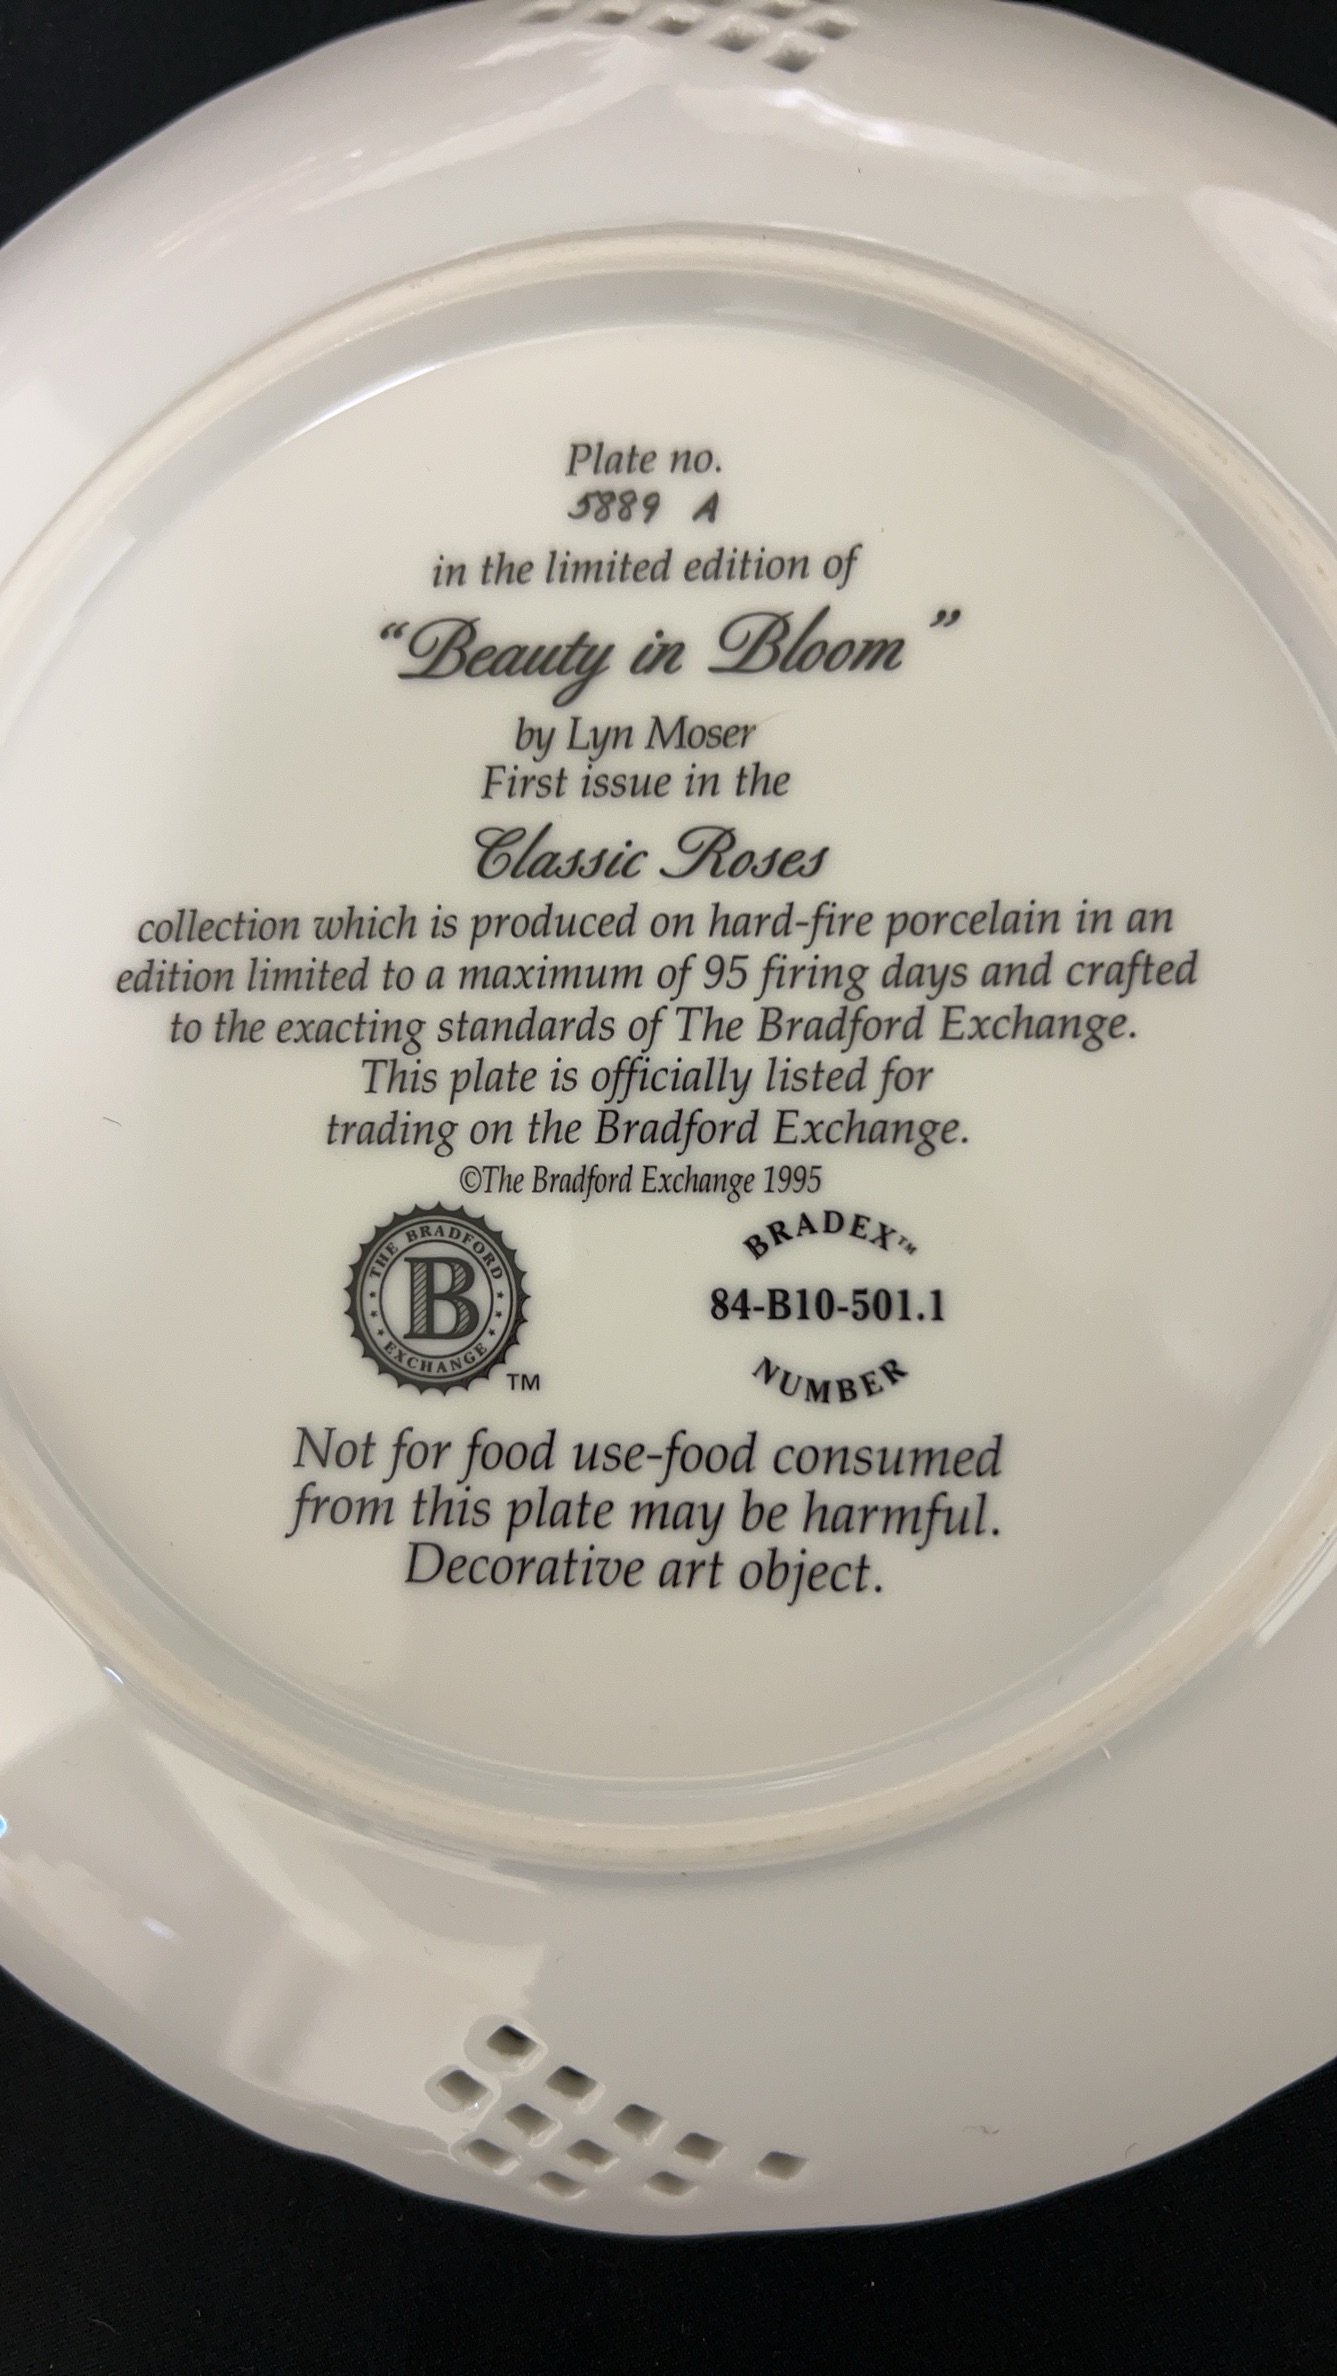 Plate no.
5889 A
in the limited edition of
“Beauty in Bloom”
by Lyn Moser
First issue in the
Classic Roses
collection which is produced on hard-fire porcelain in an
edition limited to a maximum of 95 firing days and crafted
to the exacting standards of The Bradford Exchange.
This plate is officially listed for
trading on the Bradford Exchange.
©The Bradford Exchange 1995
THE BRADFORD
B
EXCHANGE
TM
BRADEX™
84-B10-501.1
NUMBER
Not for food use-food consumed
from this plate may be harmful.
Decorative art object.